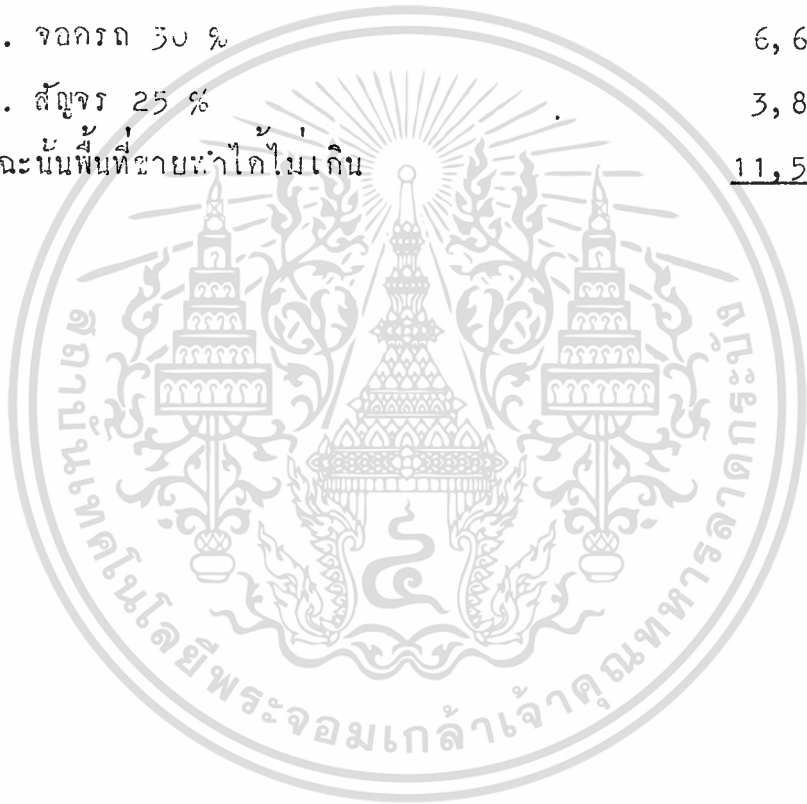 . จอดรถ 30 % 6, 6
. สัญจร 25 % 3, 8
ฉะนั้นพื้นที่ขายทำได้ไม่เกิน 11, 5
สถาบันเทคโนโลยีพระจอมเกล้าเจ้าคุณทหารลาดกระบัง